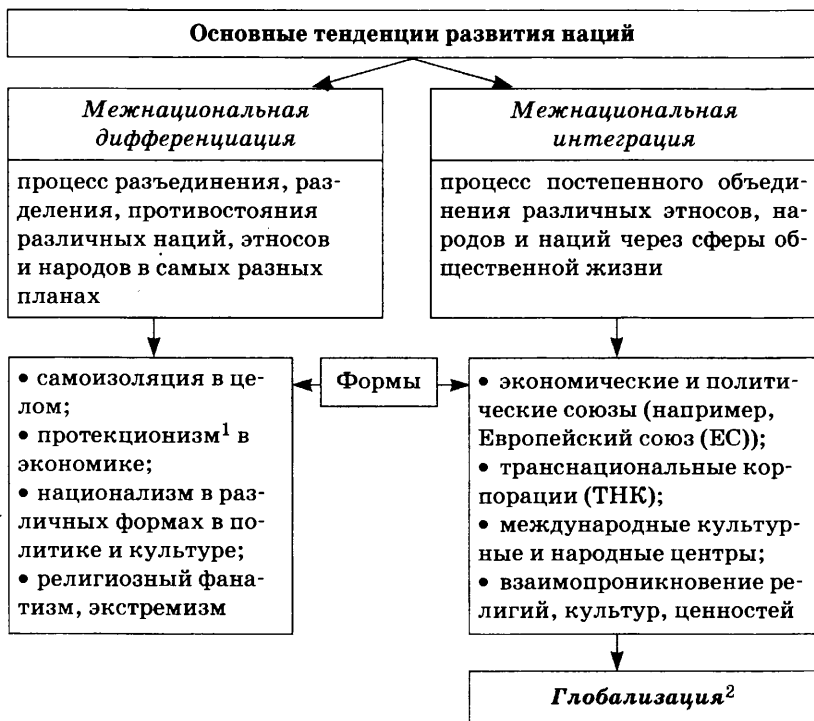 Основные тенденции развития наций
Межнациональная
дифференциация
процесс разъединения, раз-
деления, противостояния
различных наций, этносов
и народов в самых разных
планах
Межнациональная
интеграция
процесс постепенного объеди-
нения различных этносов, на-
родов и наций через сферы об-
щественной жизни
Формы
• самоизоляция в це-
лом;
• протекционизм¹ в
экономике;
• национализм в раз-
личных формах в по-
литике и культуре;
• религиозный фана-
тизм, экстремизм
• экономические и полити-
ческие союзы (например,
Европейский союз (ЕС));
• транснациональные кор-
порации (ТНК);
• международные культур-
ные и народные центры;
• взаимопроникновение ре-
лигий, культур, ценностей
Глобализация²